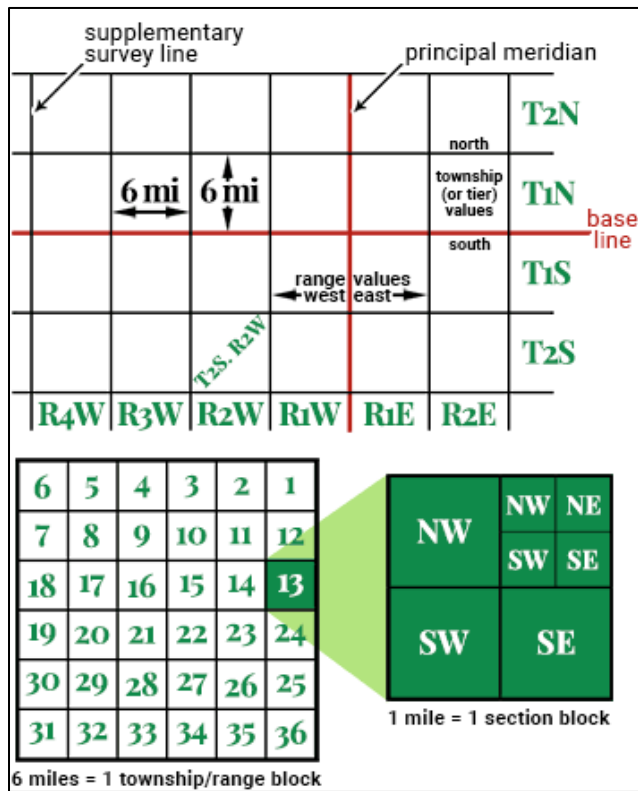 supplementary
survey line
principal meridian
T2N
north
6 mi
6 mi
township
(or tier)
values
T1N
base
line
south
range values
west east
T1S
T2S. R2W
T2S
R4W R3W R2W R1W R1E R2E
6 5 4 3 2 1
7 8 9 10 11 12
18 17 16 15 14 13
19 20 21 22 23 24
30 29 28 27 26 25
31 32 33 34 35 36
6 miles = 1 township/range block
NW
NW NE
SW SE
SW SE
1 mile = 1 section block